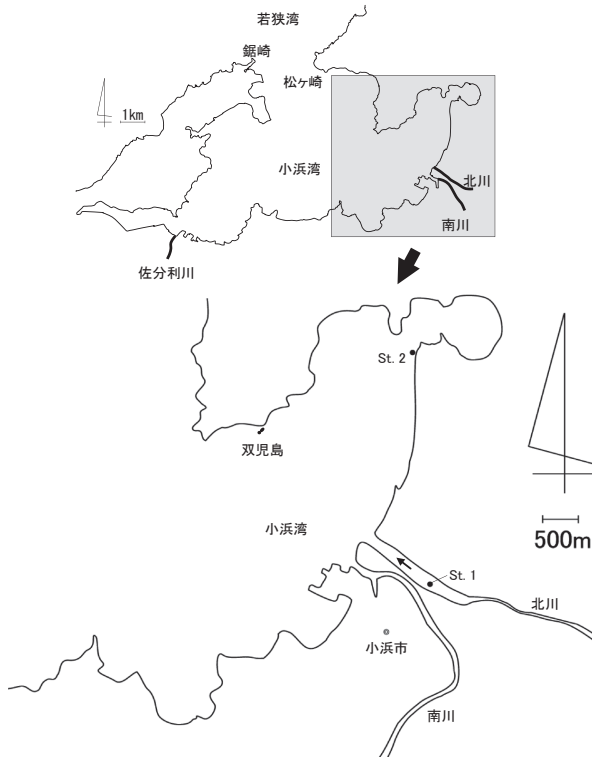 若狭湾
鋸崎
松ヶ崎
1km
小浜湾
北川
南川
佐分利川
St. 2
双児島
小浜湾
500m
St. 1
北川
小浜市
南川